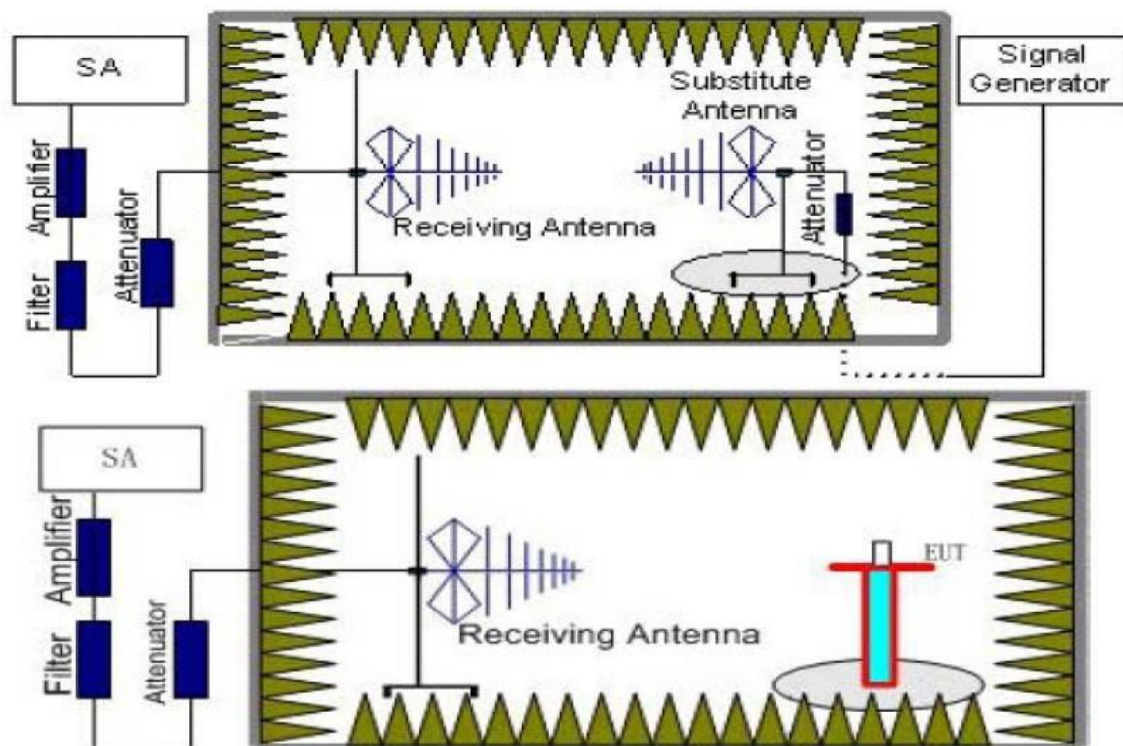 SA
Signal
Generator
Substitute
Antenna
Amplifier
Attenuator
Attenuator
Receiving Antenna
Filter
SA
Amplifier
EUT
Attenuator
Receiving Antenna
Filter